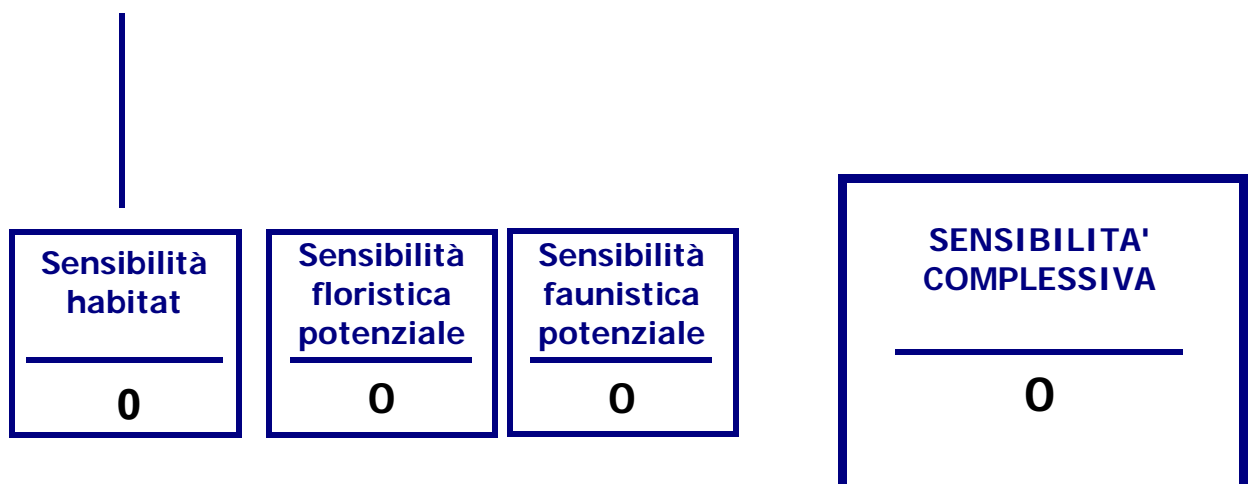 Sensibilità
habitat
0
Sensibilità
floristica
potenziale
0
Sensibilità
faunistica
potenziale
0
SENSIBILITA'
COMPLESSIVA
0